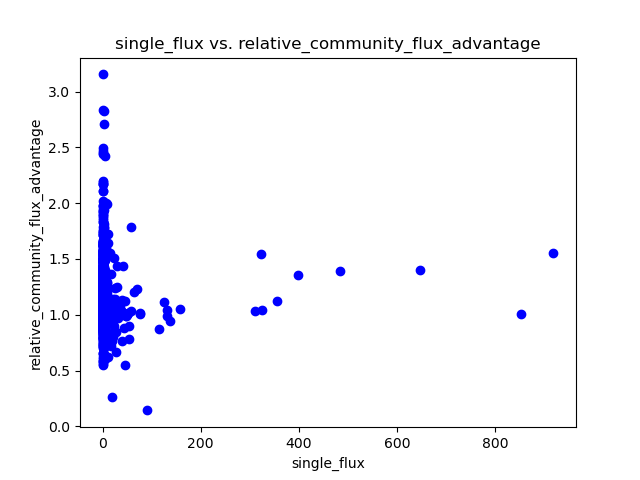 single_flux vs. relative_community_flux_advantage
relative_community_flux_advantage
3.0
2.5
2.0
1.5
1.0
0.5
0.0
0 200 400 600 800
single_flux